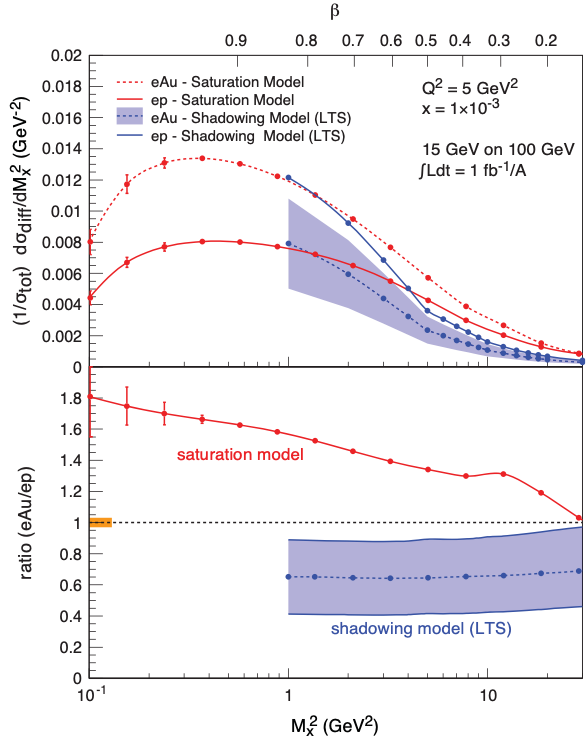 β
0.9 0.8 0.7 0.6 0.5 0.4 0.3 0.2
0.02
0.018
0.016
0.014
0.012
0.01
0.008
0.006
0.004
0.002
0
(1/σtot) dσdiff/dMx² (GeV⁻²)
eAu - Saturation Model
ep - Saturation Model
eAu - Shadowing Model (LTS)
ep - Shadowing Model (LTS)
Q² = 5 GeV²
x = 1×10⁻³
15 GeV on 100 GeV
∫Ldt = 1 fb⁻¹/A
1.8
1.6
1.4
1.2
1
0.8
0.6
0.4
0.2
0
ratio (eAu/ep)
saturation model
shadowing model (LTS)
10⁻¹ 1 10
Mx² (GeV²)